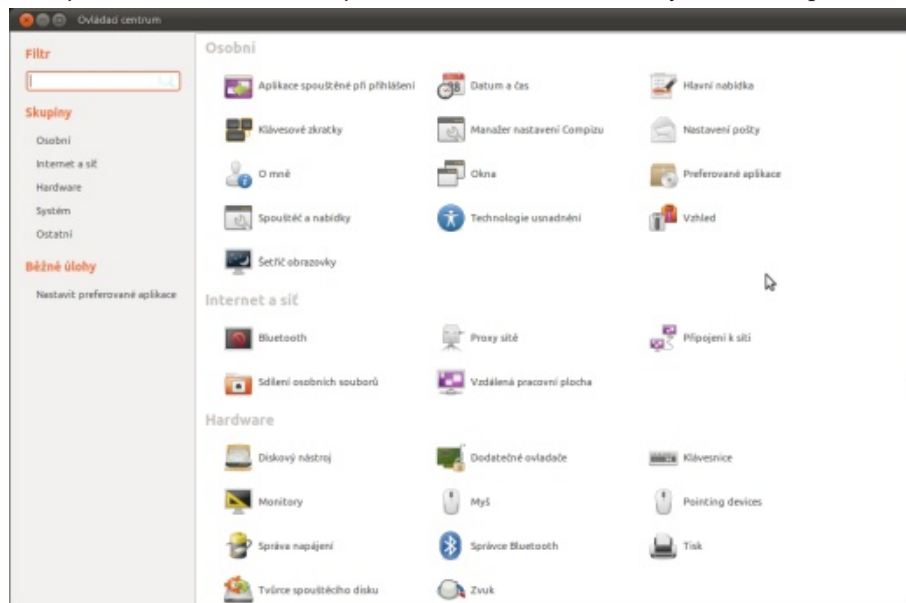 Ovládací centrum
Filtr
Skupiny
Osobní
Internet a síť
Hardware
Systém
Ostatní
Běžné úlohy
Nastavit preferované aplikace
Osobní
Aplikace spouštěné při přihlášení
Datum a čas
Hlavní nabídka
Klávesové zkratky
Manažer nastavení Compizu
Nastavení pošty
O mně
Okna
Preferované aplikace
Spouštěč a nabídky
Technologie usnadnění
Vzhled
Šetřič obrazovky
Internet a síť
Bluetooth
Proxy sítě
Připojení k síti
Sdílení osobních souborů
Vzdálená pracovní plocha
Hardware
Diskový nástroj
Dodatečné ovladače
Klávesnice
Monitory
Myš
Pointing devices
Správa napájení
Správce Bluetooth
Tisk
Tvůrce spouštěcího disku
Zvuk